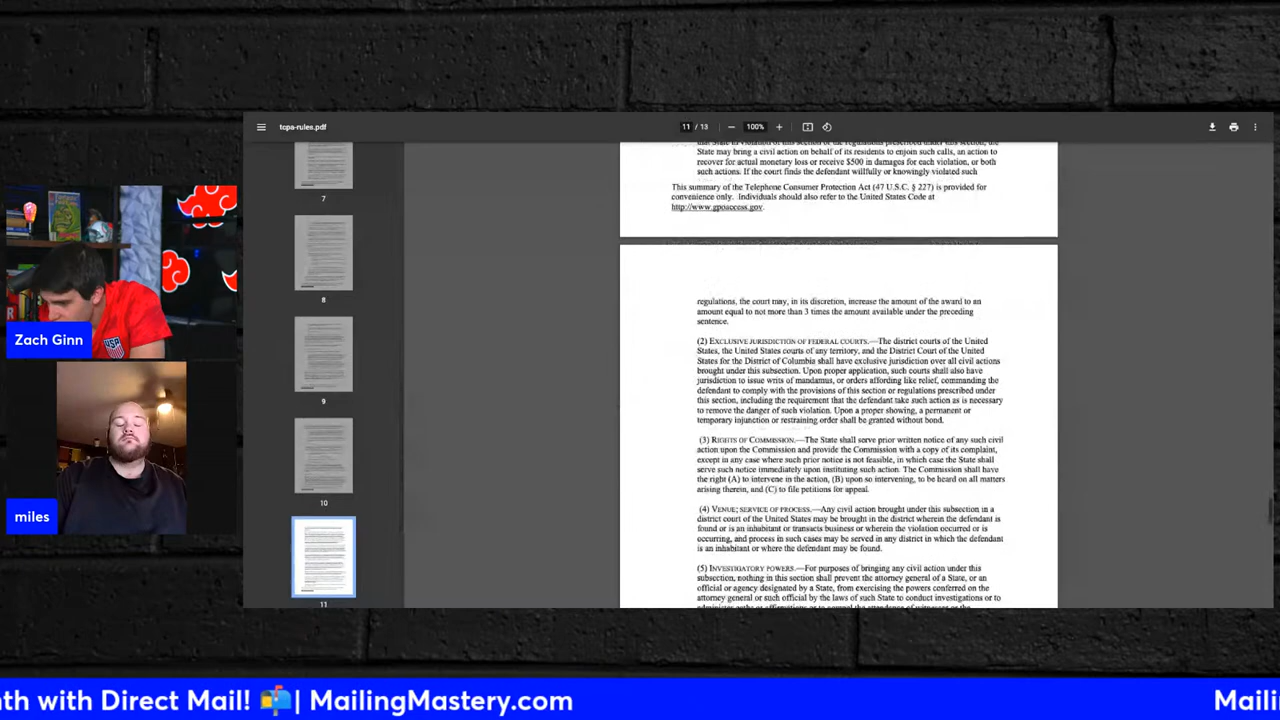 tcpa-rules.pdf
11 / 13
100%
7
8
9
10
11
that State in violation of this section or the regulations prescribed under this section, the
State may bring a civil action on behalf of its residents to enjoin such calls, an action to
recover for actual monetary loss or receive $500 in damages for each violation, or both
such actions. If the court finds the defendant willfully or knowingly violated such
This summary of the Telephone Consumer Protection Act (47 U.S.C. § 227) is provided for
convenience only. Individuals should also refer to the United States Code at
http://www.gpoaccess.gov.
regulations, the court may, in its discretion, increase the amount of the award to an
amount equal to not more than 3 times the amount available under the preceding
sentence.
(2) EXCLUSIVE JURISDICTION OF FEDERAL COURTS.—The district courts of the United
States, the United States courts of any territory, and the District Court of the United
States for the District of Columbia shall have exclusive jurisdiction over all civil actions
brought under this subsection. Upon proper application, such courts shall also have
jurisdiction to issue writs of mandamus, or orders affording like relief, commanding the
defendant to comply with the provisions of this section or regulations prescribed under
this section, including the requirement that the defendant take such action as is necessary
to remove the danger of such violation. Upon a proper showing, a permanent or
temporary injunction or restraining order shall be granted without bond.
(3) RIGHTS OF COMMISSION.—The State shall serve prior written notice of any such civil
action upon the Commission and provide the Commission with a copy of its complaint,
except in any case where such prior notice is not feasible, in which case the State shall
serve such notice immediately upon instituting such action. The Commission shall have
the right (A) to intervene in the action, (B) upon so intervening, to be heard on all matters
arising therein, and (C) to file petitions for appeal.
(4) VENUE; SERVICE OF PROCESS.—Any civil action brought under this subsection in a
district court of the United States may be brought in the district wherein the defendant is
found or is an inhabitant or transacts business or wherein the violation occurred or is
occurring, and process in such cases may be served in any district in which the defendant
is an inhabitant or where the defendant may be found.
(5) INVESTIGATORY POWERS.—For purposes of bringing any civil action under this
subsection, nothing in this section shall prevent the attorney general of a State, or an
official or agency designated by a State, from exercising the powers conferred on the
attorney general or such official by the laws of such State to conduct investigations or to
Zach Ginn
USA
miles
nth with Direct Mail! 📬| MailingMastery.com
Maili